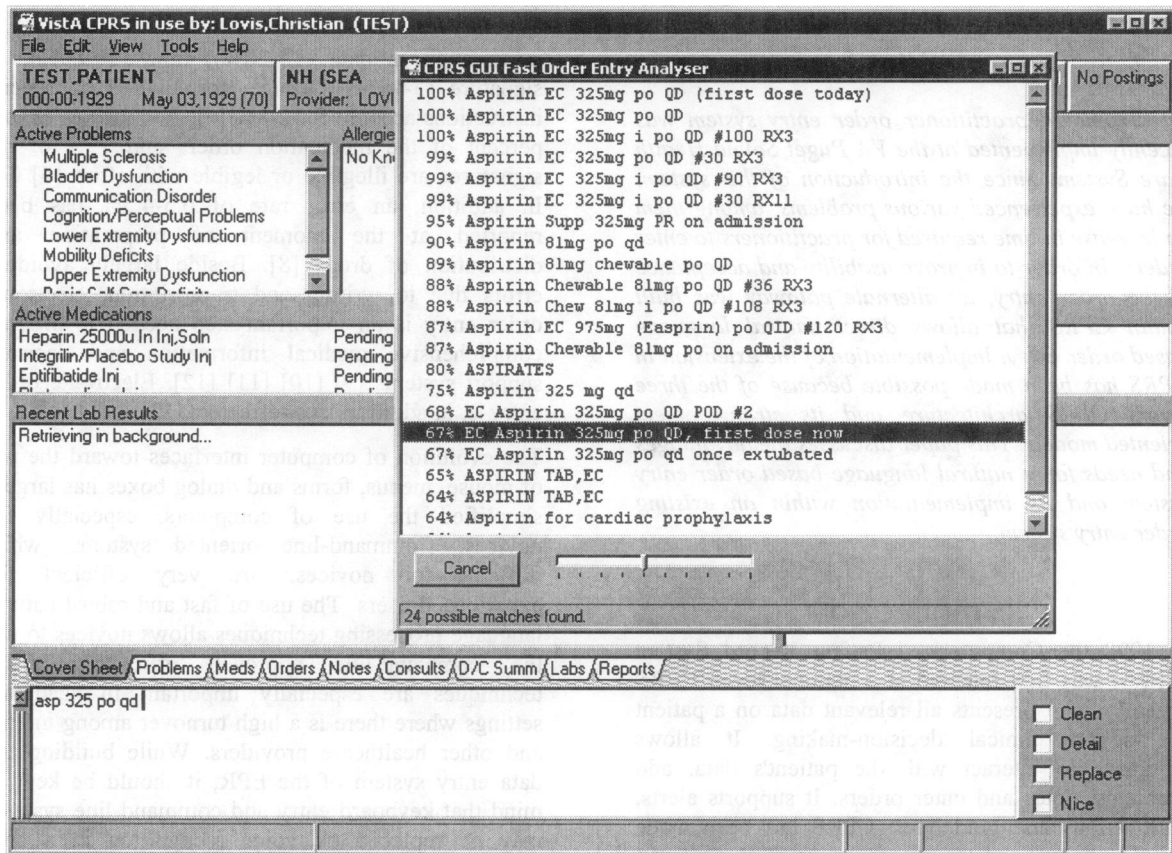 VistA CPRS in use by: Lovis,Christian (TEST)
File Edit View Tools Help
TEST,PATIENT
000-00-1929 May 03,1929 (70)
NH (SEA
Provider: LOVI
No Postings
Active Problems
Multiple Sclerosis
Bladder Dysfunction
Comunication Disorder
Cognition/Perceptual Problems
Lower Extremity Dysfunction
Mobility Deficits
Upper Extremity Dysfunction
Allergie
No Kn
Active Medications
Heparin 25000u In Inj,Soln Pending
Integrilin/Placebo Study Inj Pending
Eptifibatide Inj Pending
Recent Lab Results
Retrieving in background...
CPRS GUI Fast Order Entry Analyser
100% Aspirin EC 325mg po QD (first dose today)
100% Aspirin EC 325mg po QD
100% Aspirin EC 325mg i po QD #100 RX3
99% Aspirin EC 325mg po QD #30 RX3
99% Aspirin EC 325mg i po QD #90 RX3
99% Aspirin EC 325mg i po QD #30 RX11
95% Aspirin Supp 325mg PR on admit
90% Aspirin 81mg po qd
89% Aspirin 81mg chewable po QD
88% Aspirin Chewable 81mg po QD #36 RX3
88% Aspirin 81mg i po QD #100 RX3
87% Aspirin EC 975mg (Easprin) po QID #120 RX3
87% Aspirin Chewable 81mg po on admission
80% ASPIRATES
75% Aspirin 325 mg qd
68% EC Aspirin 325mg po QD POD #2
67% EC Aspirin 325mg po QD, first dose now
67% EC Aspirin 325mg po qd once extubated
64% ASPIRIN TAB,EC
64% ASPIRIN TAB,EC
64% Aspirin for cardiac prophylaxis
Cancel
24 possible matches found.
Cover Sheet Problems Meds Orders Notes Consults D/C Summ Labs Reports
asp 325 po qd
Clean
Detail
Replace
Nice